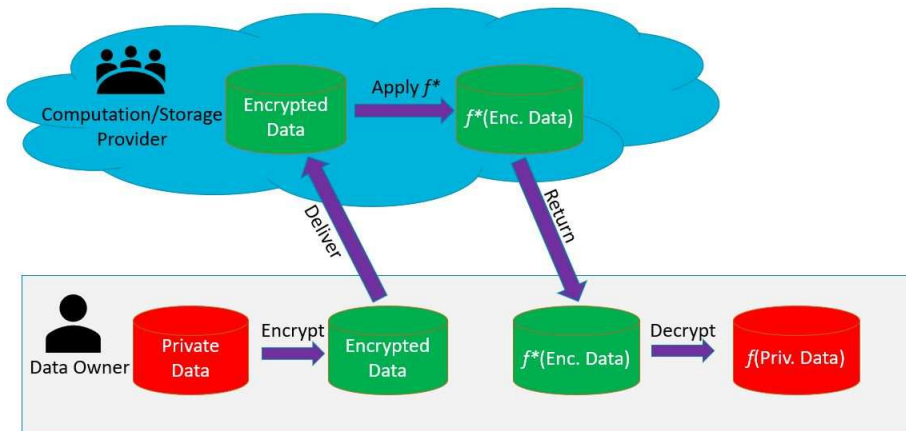 Computation/Storage
Provider
Encrypted
Data
Apply f*
f*(Enc. Data)
Deliver
Return
Data Owner
Private
Data
Encrypt
Encrypted
Data
f*(Enc. Data)
Decrypt
f(Priv. Data)